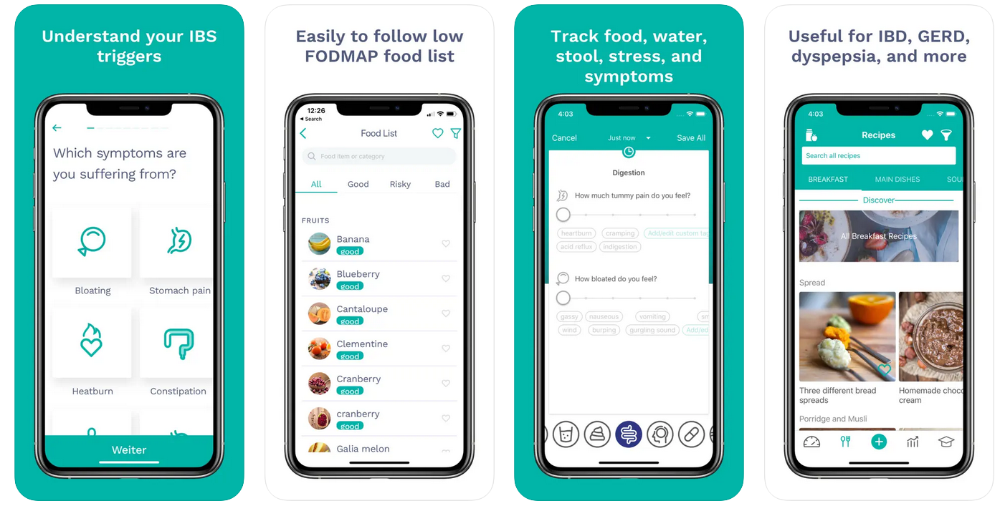 Understand your IBS
triggers
Which symptoms are
you suffering from?
Bloating
Stomach pain
Heatburn
Constipation
Weiter
Easily to follow low
FODMAP food list
12:26
Search
Food List
Food item or category
All Good Risky Bad
FRUITS
Banana
good
Blueberry
good
Cantaloupe
good
Clementine
good
Cranberry
good
cranberry
good
Galia melon
Track food, water,
stool, stress, and
symptoms
4:03
Cancel Just now Save All
Digestion
How much tummy pain do you feel?
heartburn cramping Add/edit custom tag
acid reflux indigestion
How bloated do you feel?
gassy nauseous vomiting sm
wind burping gurgling sound Add/ed
Useful for IBD, GERD,
dyspepsia, and more
4:03
Recipes
Search all recipes
BREAKFAST MAIN DISHES SOU
Discover
All Breakfast Recipes
Spread
Three different bread
spreads
Homemade choco
cream
Porridge and Musli